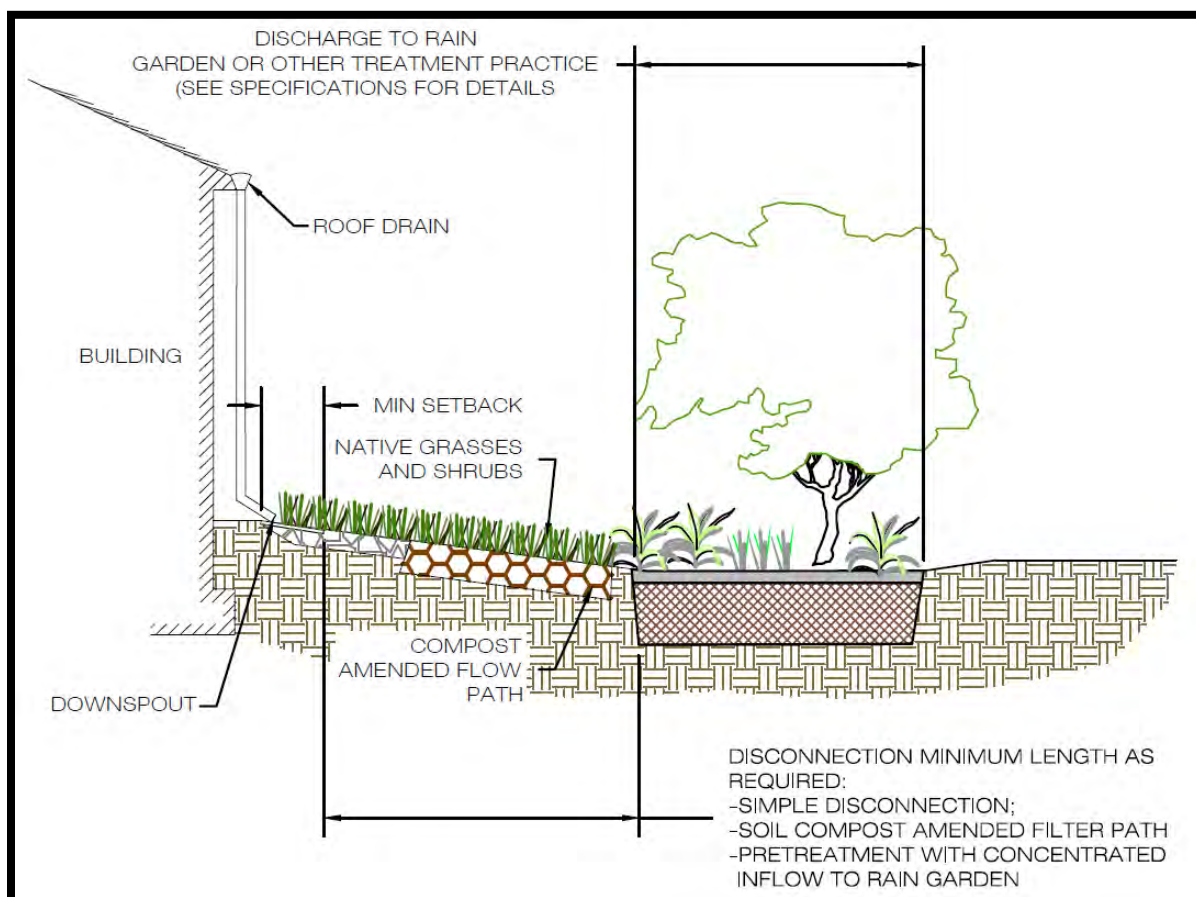 DISCHARGE TO RAIN
GARDEN OR OTHER TREATMENT PRACTICE
(SEE SPECIFICATIONS FOR DETAILS
ROOF DRAIN
BUILDING
MIN SETBACK
NATIVE GRASSES
AND SHRUBS
COMPOST
AMENDED FLOW
PATH
DOWNSPOUT
DISCONNECTION MINIMUM LENGTH AS
REQUIRED:
-SIMPLE DISCONNECTION;
-SOIL COMPOST AMENDED FILTER PATH
-PRETREATMENT WITH CONCENTRATED
INFLOW TO RAIN GARDEN